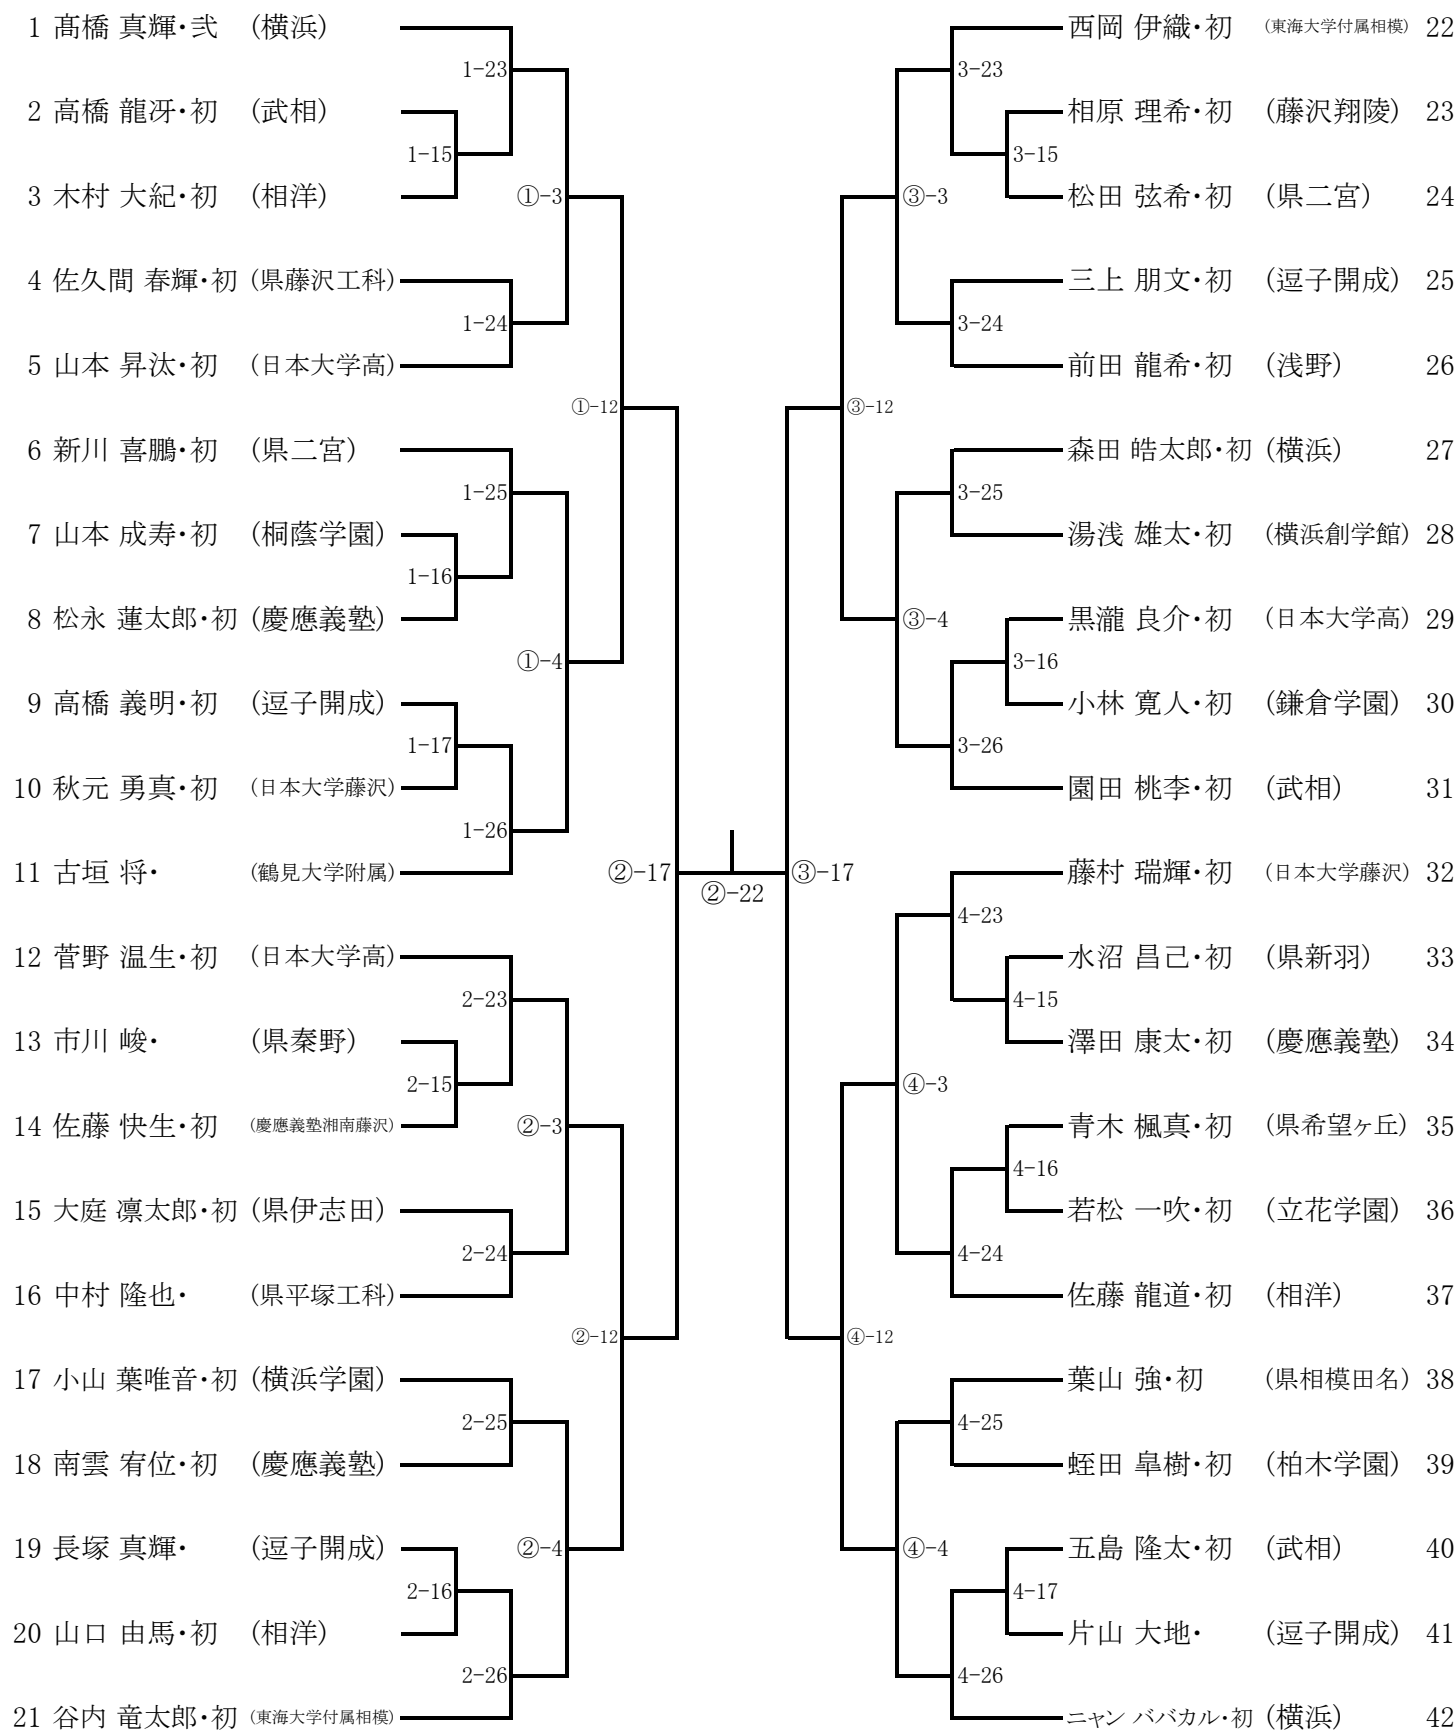 1 髙橋 真輝・弐 (横浜)
1-23
2 高橋 龍冴・初 (武相)
1-15
3 木村 大紀・初 (相洋)
①-3
4 佐久間 春輝・初 (県藤沢工科)
1-24
5 山本 昇汰・初 (日本大学高)
①-12
6 新川 喜鵬・初 (県二宮)
1-25
7 山本 成寿・初 (桐蔭学園)
1-16
8 松永 蓮太郎・初 (慶應義塾)
①-4
9 高橋 義明・初 (逗子開成)
1-17
10 秋元 勇真・初 (日本大学藤沢)
1-26
11 古垣 将・ (鶴見大学附属)
②-17
12 菅野 温生・初 (日本大学高)
2-23
13 市川 峻・ (県秦野)
2-15
14 佐藤 快生・初 (慶應義塾湘南藤沢)
②-3
15 大庭 凛太郎・初 (県伊志田)
2-24
16 中村 隆也・ (県平塚工科)
②-12
17 小山 葉唯音・初 (横浜学園)
2-25
18 南雲 宥位・初 (慶應義塾)
19 長塚 真輝・ (逗子開成)
②-4
2-16
20 山口 由馬・初 (相洋)
2-26
21 谷内 竜太郎・初 (東海大学付属相模)
②-22
西岡 伊織・初 (東海大学付属相模) 22
3-23
相原 理希・初 (藤沢翔陵) 23
3-15
松田 弦希・初 (県二宮) 24
③-3
三上 朋文・初 (逗子開成) 25
3-24
前田 龍希・初 (浅野) 26
③-12
森田 皓太郎・初 (横浜) 27
3-25
湯浅 雄太・初 (横浜創学館) 28
黒瀧 良介・初 (日本大学高) 29
③-4
3-16
小林 寛人・初 (鎌倉学園) 30
3-26
園田 桃李・初 (武相) 31
藤村 瑞輝・初 (日本大学藤沢) 32
③-17
4-23
水沼 昌己・初 (県新羽) 33
4-15
澤田 康太・初 (慶應義塾) 34
④-3
青木 楓真・初 (県希望ヶ丘) 35
4-16
若松 一吹・初 (立花学園) 36
4-24
佐藤 龍道・初 (相洋) 37
④-12
葉山 強・初 (県相模田名) 38
4-25
蛭田 皐樹・初 (柏木学園) 39
五島 隆太・初 (武相) 40
④-4
4-17
片山 大地・ (逗子開成) 41
4-26
ニャン ババカル・初 (横浜) 42